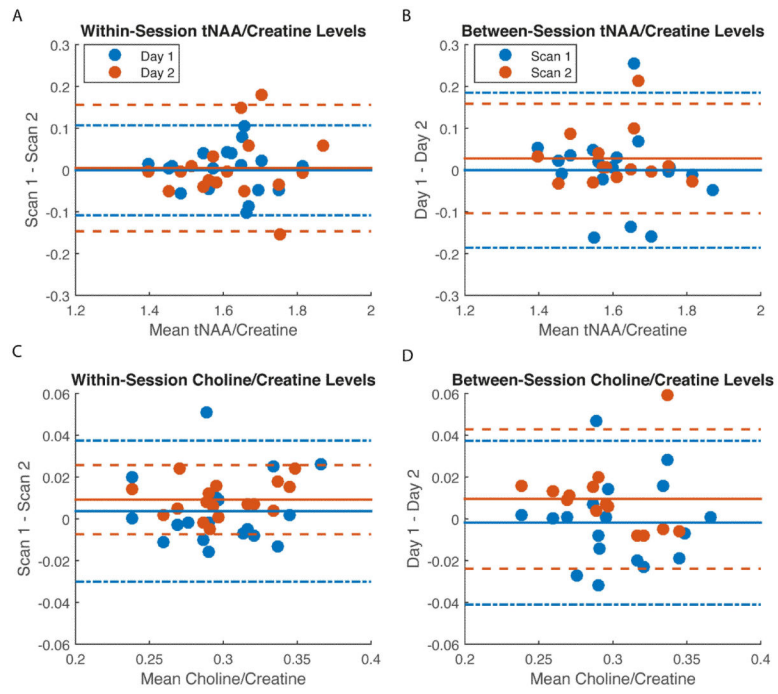 A
Within-Session tNAA/Creatine Levels
Day 1
Day 2
0.3
0.2
0.1
0
-0.1
-0.2
-0.3
Scan 1 - Scan 2
1.2
1.4
1.6
1.8
2
Mean tNAA/Creatine
B
Between-Session tNAA/Creatine Levels
Scan 1
Scan 2
0.3
0.2
0.1
0
-0.1
-0.2
-0.3
Day 1 - Day 2
1.2
1.4
1.6
1.8
2
Mean tNAA/Creatine
C
Within-Session Choline/Creatine Levels
0.06
0.04
0.02
0
-0.02
-0.04
-0.06
Scan 1 - Scan 2
0.2
0.25
0.3
0.35
0.4
Mean Choline/Creatine
D
Between-Session Choline/Creatine Levels
0.06
0.04
0.02
0
-0.02
-0.04
-0.06
Day 1 - Day 2
0.2
0.25
0.3
0.35
0.4
Mean Choline/Creatine